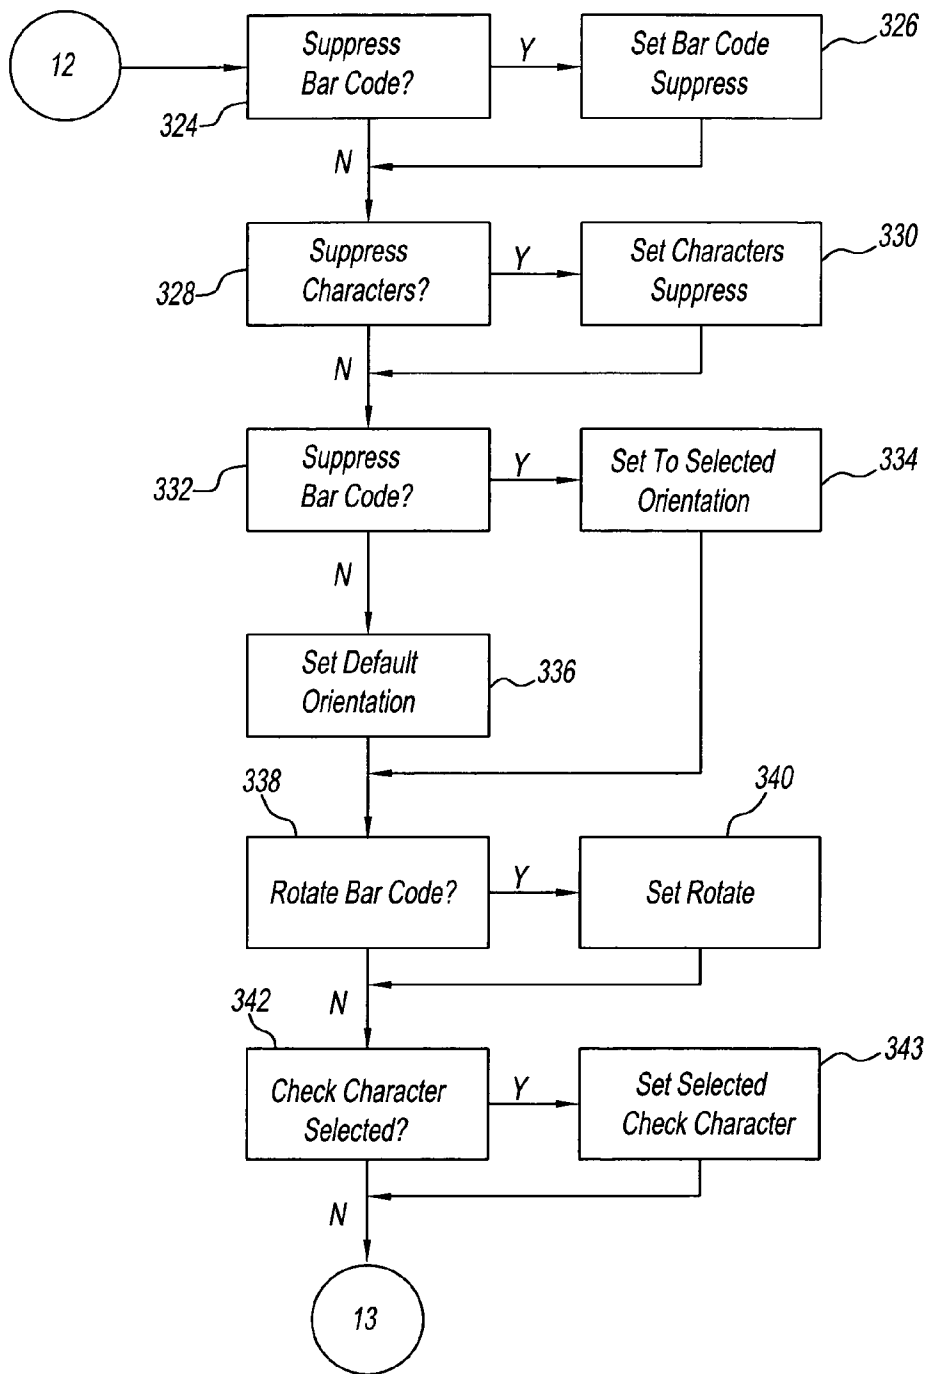 12
Suppress
Bar Code?
324
Y
Set Bar Code
Suppress
326
N
Suppress
Characters?
328
Y
Set Characters
Suppress
330
N
Suppress
Bar Code?
332
Y
Set To Selected
Orientation
334
N
Set Default
Orientation
336
338
Rotate Bar Code?
Y
340
Set Rotate
N
342
Check Character
Selected?
Y
Set Selected
Check Character
343
N
13